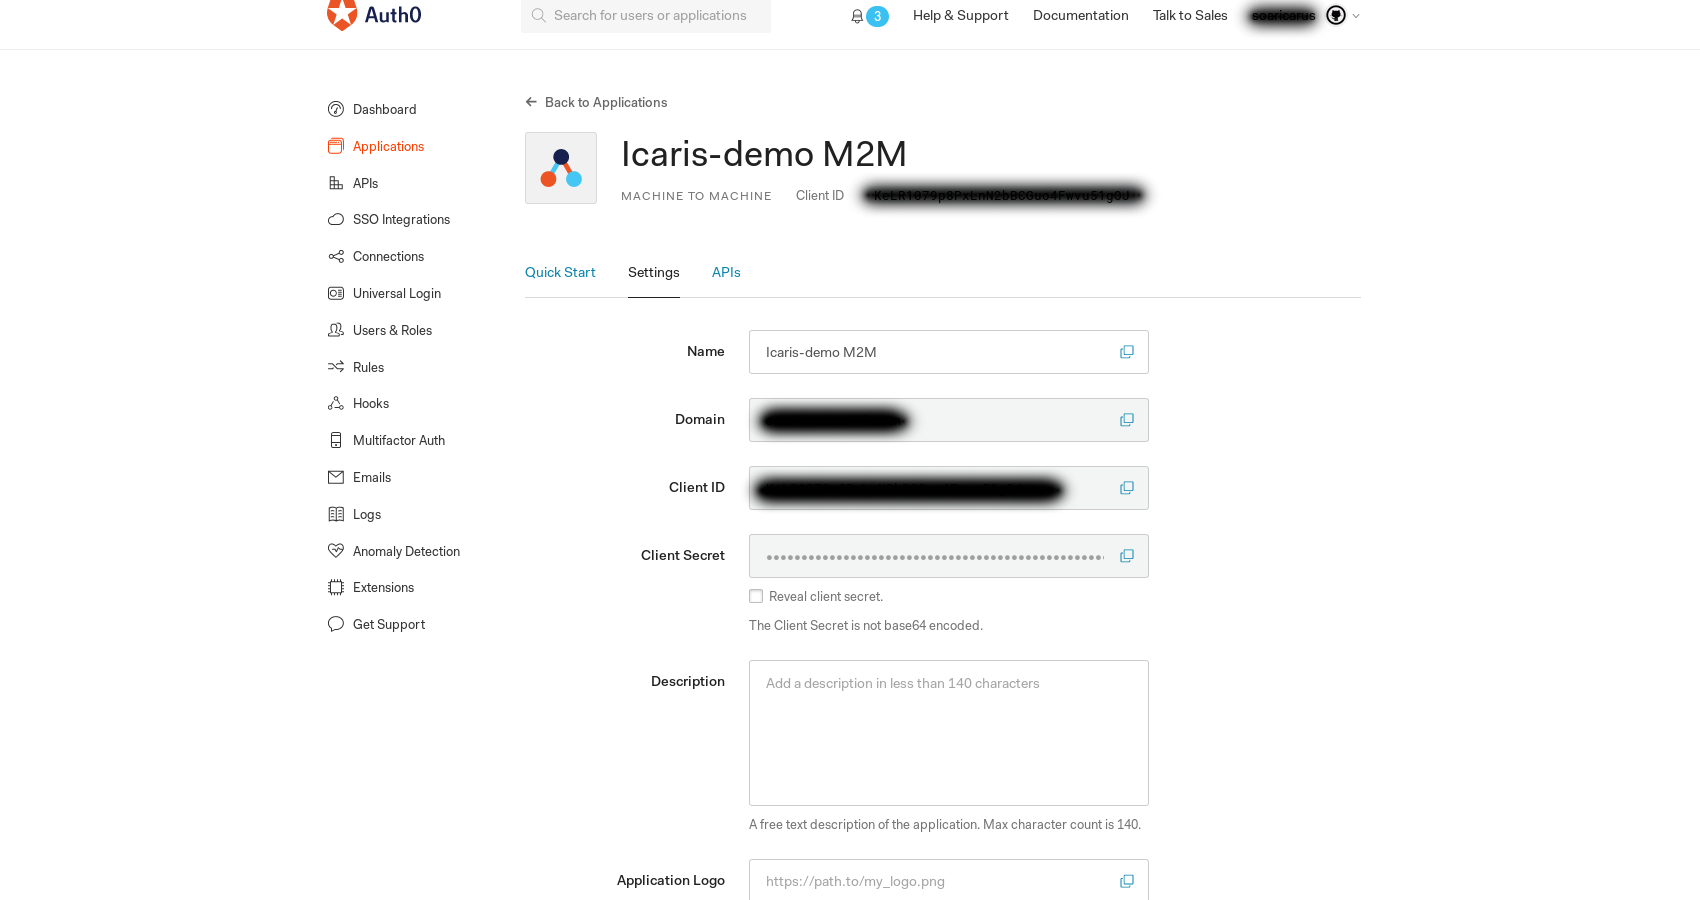 Auth0
Search for users or applications
3
Help & Support
Documentation
Talk to Sales
Dashboard
Applications
APIs
SSO Integrations
Connections
Universal Login
Users & Roles
Rules
Hooks
Multifactor Auth
Emails
Logs
Anomaly Detection
Extensions
Get Support
Back to Applications
Icaris-demo M2M
MACHINE TO MACHINE
Client ID
Quick Start
Settings
APIs
Name
Icaris-demo M2M
Domain
Client ID
Client Secret
Reveal client secret.
The Client Secret is not base64 encoded.
Description
Add a description in less than 140 characters
A free text description of the application. Max character count is 140.
Application Logo
https://path.to/my_logo.png